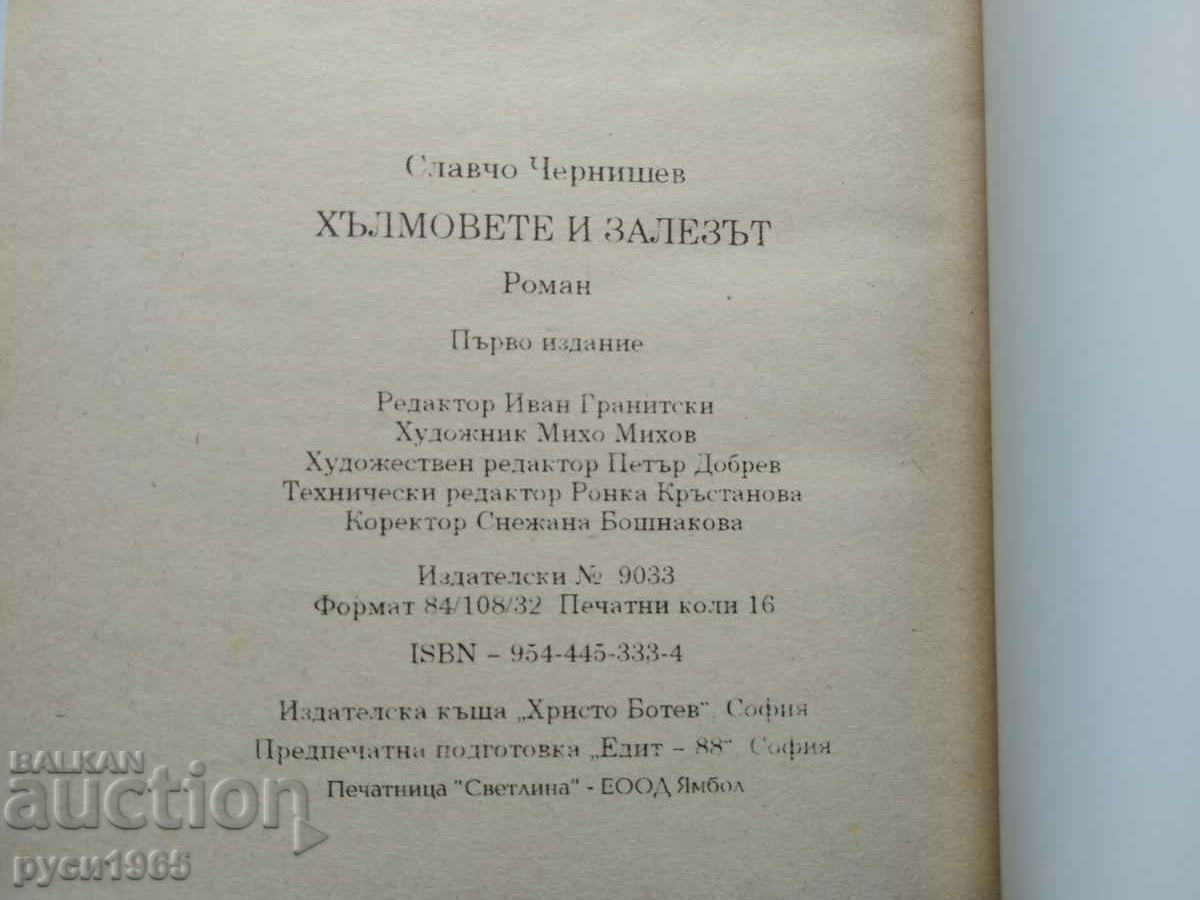 Славчо Чернишев
ХЪЛМОВЕТЕ И ЗАЛЕЗЪТ
Роман
Първо издание
Редактор Иван Гранитски
Художник Михо Михов
Художествен редактор Петър Добрев
Технически редактор Ронка Кръстанова
Коректор Снежана Бошнакова
Издателски № 9033
Формат 84/108/32 Печатни коли 16
ISBN – 954-445-333-4
Издателска къща „Христо Ботев“, София
Предпечатна подготовка „Едит – 88“ София
Печатница "Светлина" - ЕООД Ямбол
BALKAN
auction
руси1965